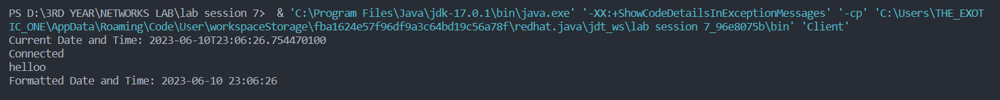 PS D:\3RD YEAR\NETWORKS LAB\lab session 7>  & 'C:\Program Files\Java\jdk-17.0.1\bin\java.exe' '-XX:+ShowCodeDetailsInExceptionMessages' '-cp' 'C:\Users\THE_EXOT
IC_ONE\AppData\Roaming\Code\User\workspaceStorage\fba1624e57f96df9a3c64bd19c56a78f\redhat.java\jdt_ws\lab session 7_96e8075b\bin' 'Client'
Current Date and Time: 2023-06-10T23:06:26.754470100
Connected
helloo
Formatted Date and Time: 2023-06-10 23:06:26